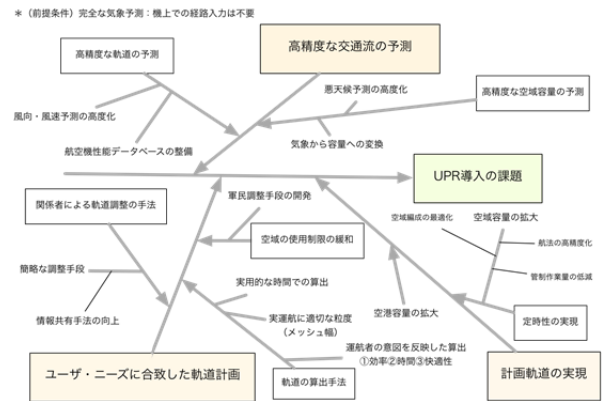 ＊（前提条件）完全な気象予測：機上での経路入力は不要
高精度な交通流の予測
高精度な軌道の予測
悪天候予測の高度化
高精度な空域容量の予測
風向・風速予測の高度化
気象から容量への変換
航空機性能データベースの整備
UPR導入の課題
関係者による軌道調整の手法
軍民調整手段の開発
空域編成の最適化
空域容量の拡大
空域の使用制限の緩和
航法の高精度化
簡略な調整手段
実用的な時間での算出
管制作業量の低減
情報共有手法の向上
実運航に適切な粒度
（メッシュ幅）
空港容量の拡大
定時性の実現
運航者の意図を反映した算出
①効率②時間③快適性
ユーザ・ニーズに合致した軌道計画
軌道の算出手法
計画軌道の実現